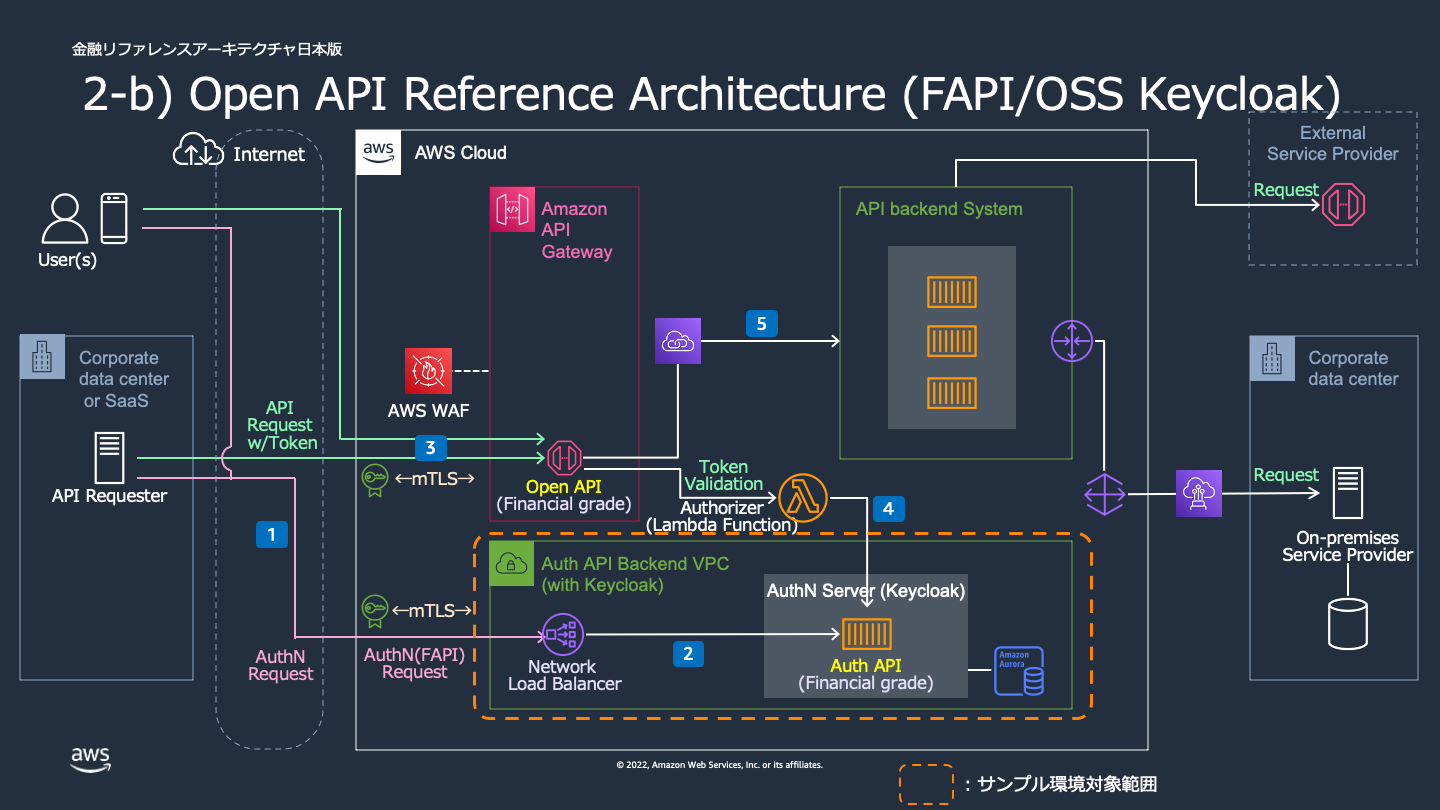 金融リファレンスアーキテクチャ日本版
2-b) Open API Reference Architecture (FAPI/OSS Keycloak)
Internet
aws
AWS Cloud
External
Service Provider
Request
User(s)
Amazon
API
Gateway
API backend System
5
Corporate
data center
or SaaS
AWS WAF
Corporate
data center
API
Request
w/Token
3
API Requester
←mTLS→
Open API
(Financial grade)
Token
Validation
Authorizer
(Lambda Function)
4
Request
On-premises
Service Provider
1
Auth API Backend VPC
(with Keycloak)
AuthN Server (Keycloak)
←mTLS→
AuthN
Request
AuthN(FAPI)
Request
Network
Load Balancer
2
Auth API
(Financial grade)
Amazon
Aurora
aws
© 2022, Amazon Web Services, Inc. or its affiliates.
：サンプル環境対象範囲